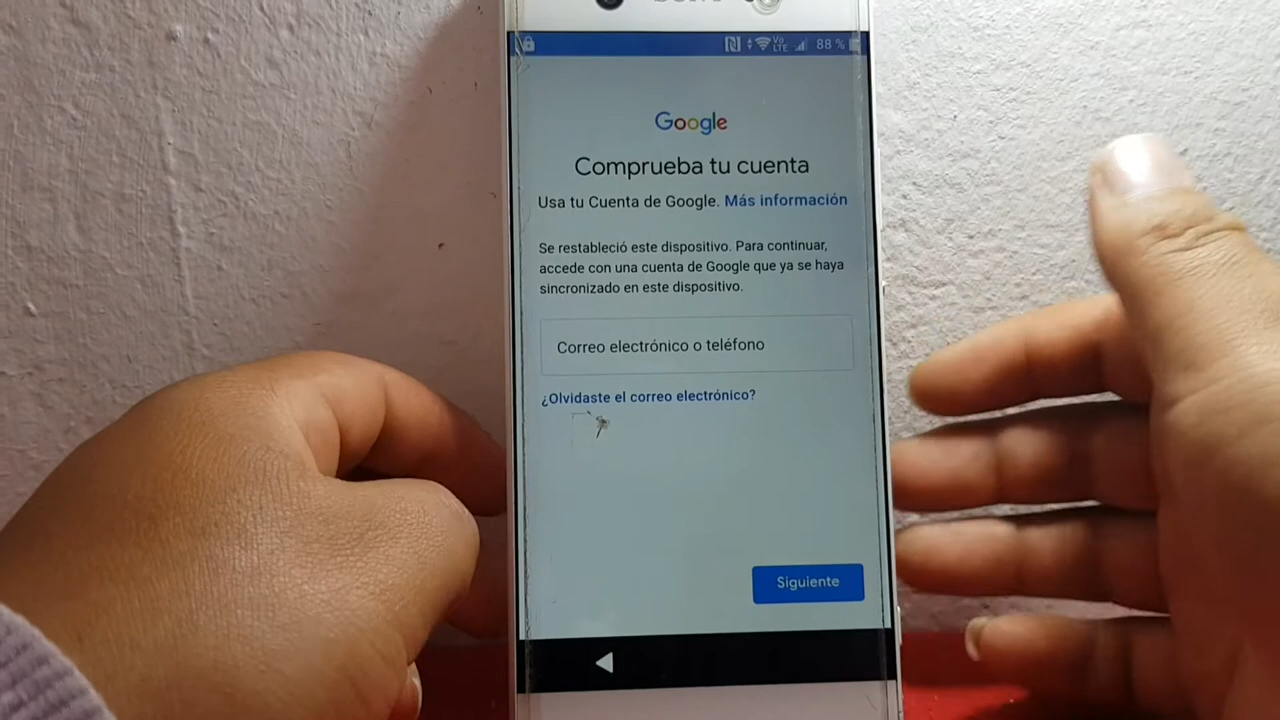 Vo
LTE
88 %
Google
Comprueba tu cuenta
Usa tu Cuenta de Google. Más información
Se restableció este dispositivo. Para continuar,
accede con una cuenta de Google que ya se haya
sincronizado en este dispositivo.
Correo electrónico o teléfono
¿Olvidaste el correo electrónico?
Siguiente